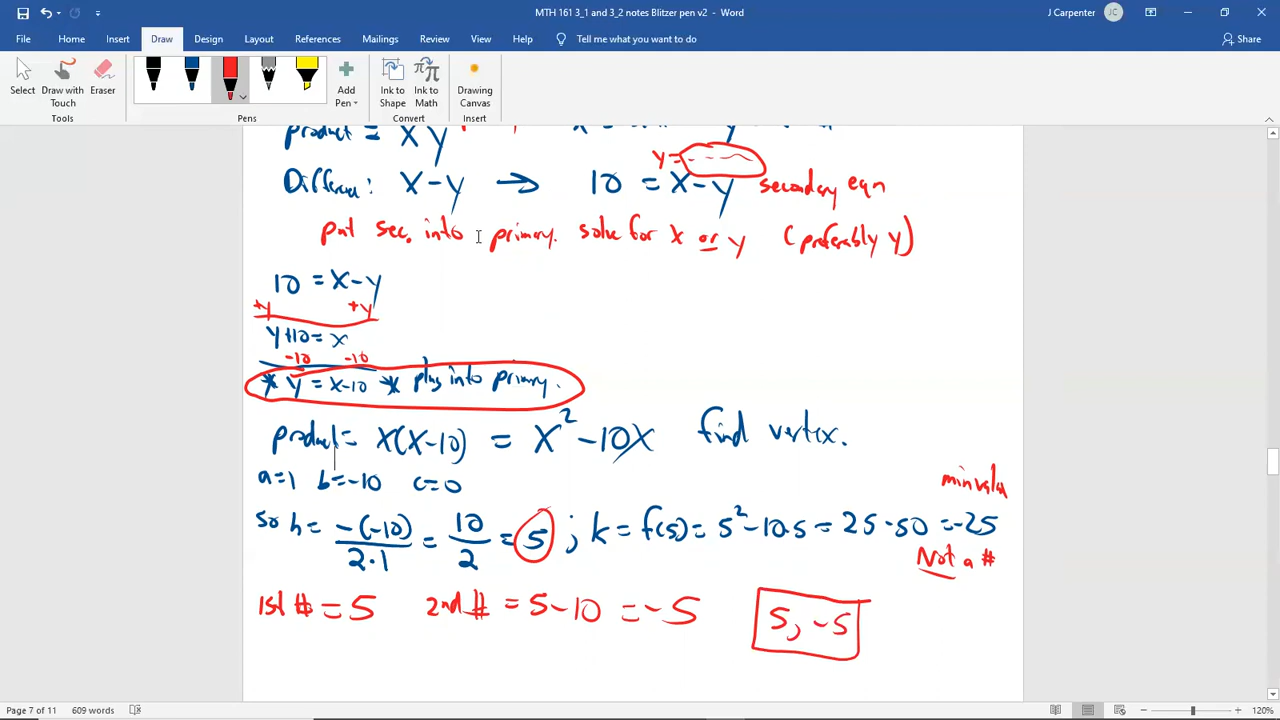 MTH 161 3_1 and 3_2 notes Blitzer pen v2 - Word
J Carpenter JC
File Home Insert Draw Design Layout References Mailings Review View Help Tell me what you want to do Share
Select Draw with Touch Eraser Add Pen Ink to Shape Ink to Math Drawing Canvas
Tools Pens Convert Insert
product = X y
y =
Differenc: X-y → 10 = X-y secondary eqn
put sec. into primary. solve for X or y (preferably y)
10 = X-y
+y +y
y+10 = x
-10 -10
* y = x-10 * plug into primary.
product = X(X-10) = X² -10X find vertex.
a=1 b=-10 c=0
min value
so h = -(-10)/2·1 = 10/2 = 5 ; k = f(5) = 5² -10·5 = 25-50 = -25
Not a #
1st # = 5 2nd # = 5-10 = -5 5, -5
Page 7 of 11 609 words 120%